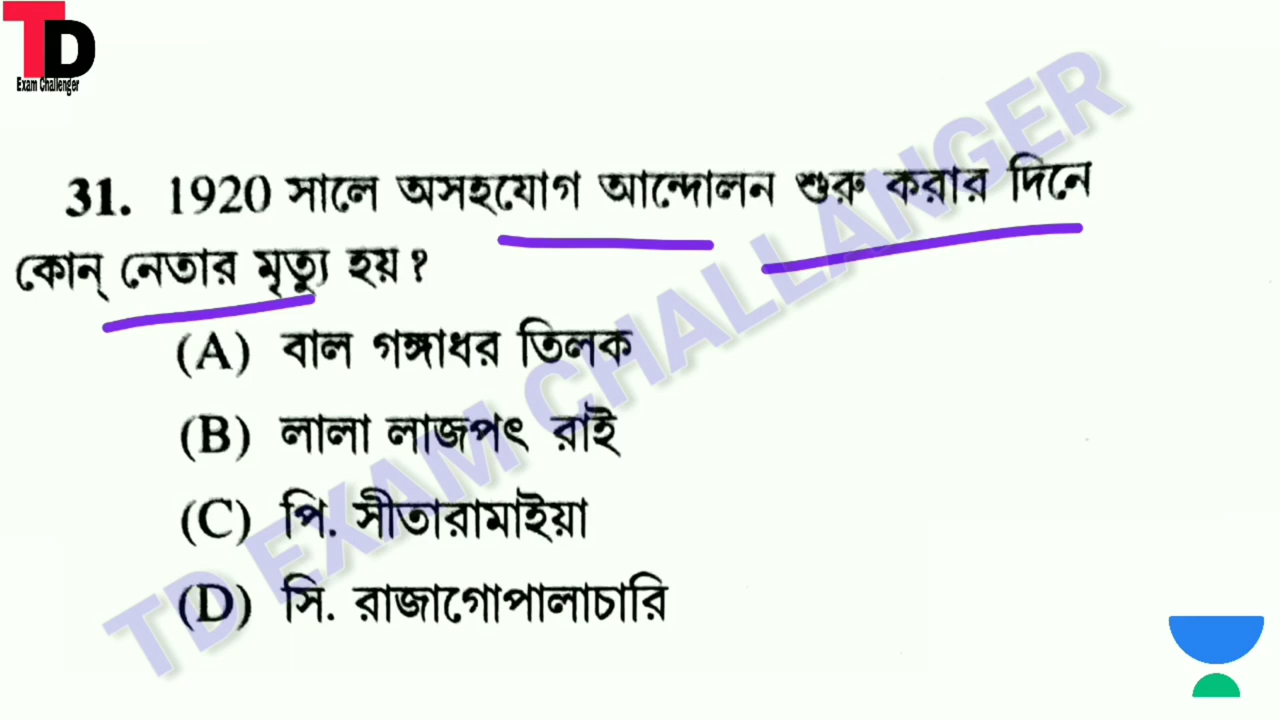 TD
Exam Challenger
31. 1920 সালে অসহযোগ আন্দোলন শুরু করার দিনে
কোন্ নেতার মৃত্যু হয়?
(A) বাল গঙ্গাধর তিলক
(B) লালা লাজপৎ রাই
(C) পি. সীতারামাইয়া
(D) সি. রাজাগোপালাচারি
TD EXAM CHALLANGER